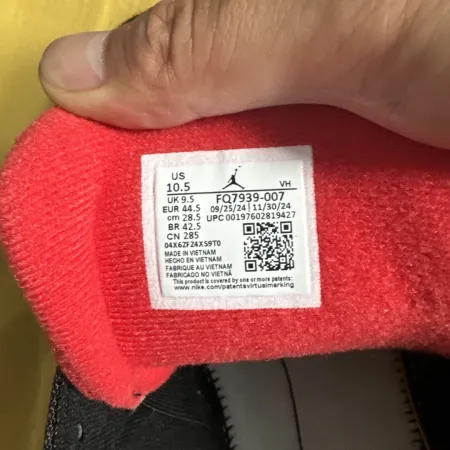 US
10.5
VH
UK 9.5
FQ7939-007
EUR 44.5
09/25/24 | 11/30/24
cm 28.5
UPC 00197602819427
BR 42.5
CN 285
04X6ZFZ4XS9T0
MADE IN VIETNAM
HECHO EN VIETNAM
FABRIQUE AU VIETNAM
FABRICADO NO VIETNÃ
This product is covered by one or more patents:
www.nike.com/patentsvirtualmarking